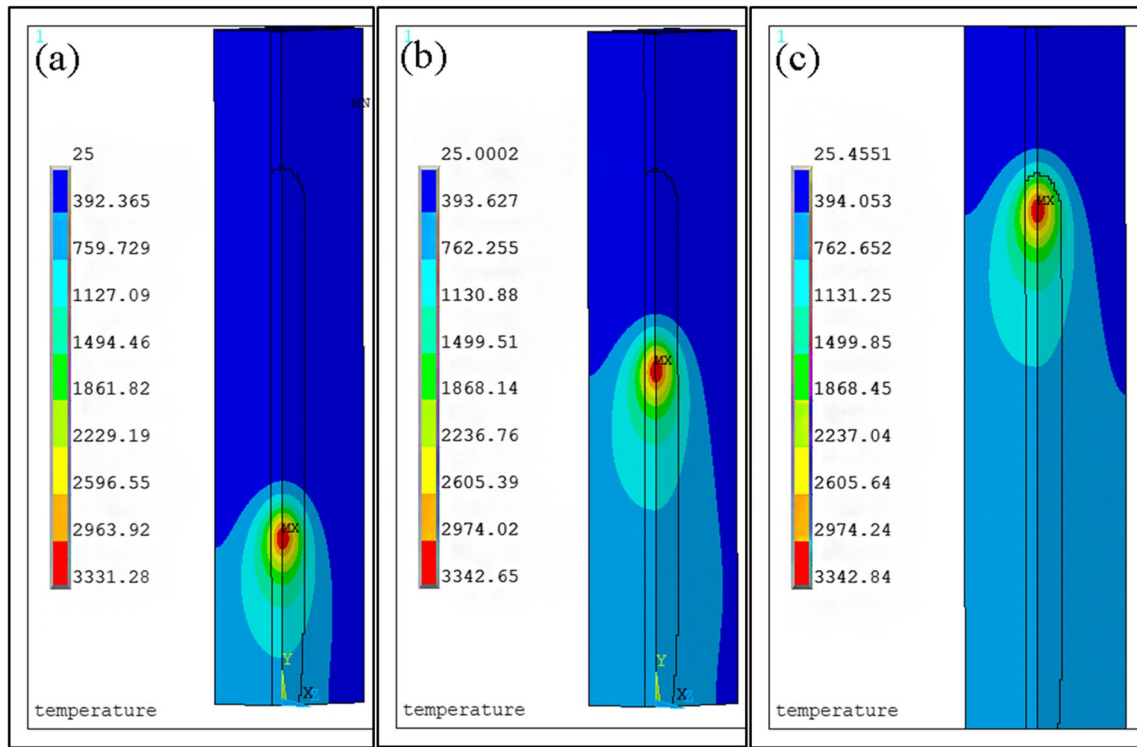 1
(a)
MN
25
392.365
759.729
1127.09
1494.46
1861.82
2229.19
2596.55
2963.92
3331.28
MX
Y
XZ
temperature
1
(b)
25.0002
393.627
762.255
1130.88
1499.51
1868.14
2236.76
2605.39
2974.02
3342.65
MX
Y
XZ
temperature
1
(c)
25.4551
394.053
762.652
1131.25
1499.85
1868.45
2237.04
2605.64
2974.24
3342.84
MX
temperature